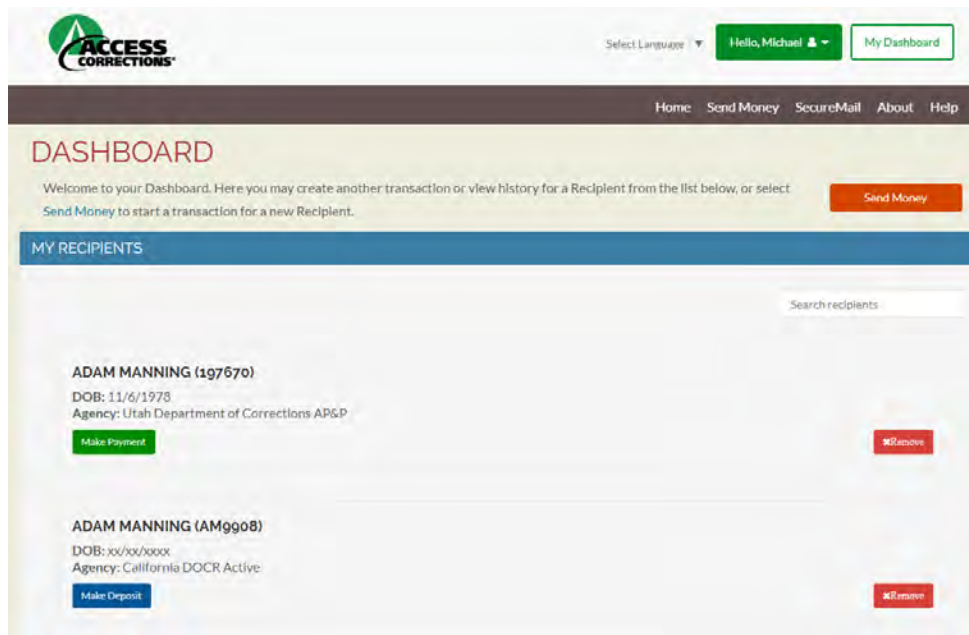 ACCESS
CORRECTIONS
Select Language ▼
Hello, Michael
My Dashboard
Home Send Money SecureMail About Help
DASHBOARD
Welcome to your Dashboard. Here you may create another transaction or view history for a Recipient from the list below, or select
Send Money to start a transaction for a new Recipient.
Send Money
MY RECIPIENTS
Search recipients
ADAM MANNING (197670)
DOB: 11/6/1978
Agency: Utah Department of Corrections AP&P
Make Payment
✖Remove
ADAM MANNING (AM9908)
DOB: xx/xx/xxxx
Agency: California DOCR Active
Make Deposit
✖Remove